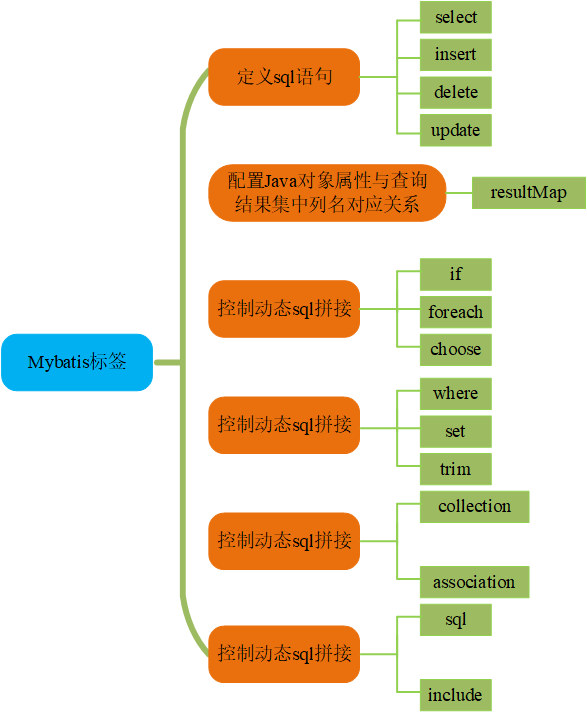 Mybatis标签
定义sql语句
select
insert
delete
update
配置Java对象属性与查询
结果集中列名对应关系
resultMap
控制动态sql拼接
if
foreach
choose
控制动态sql拼接
where
set
trim
控制动态sql拼接
collection
association
控制动态sql拼接
sql
include